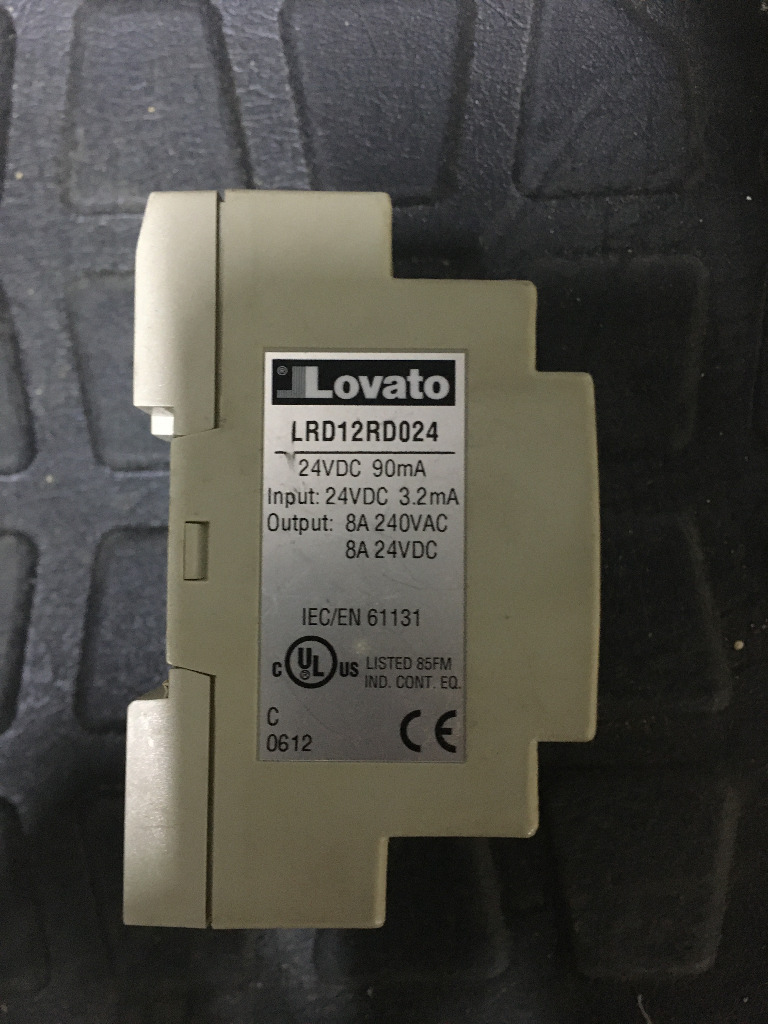 ® Lovato
LRD12RD024
24VDC 90mA
Input: 24VDC 3.2mA
Output: 8A 240VAC
8A 24VDC
IEC/EN 61131
C UL ® US LISTED 85FM
IND. CONT. EQ.
C
0612 CE